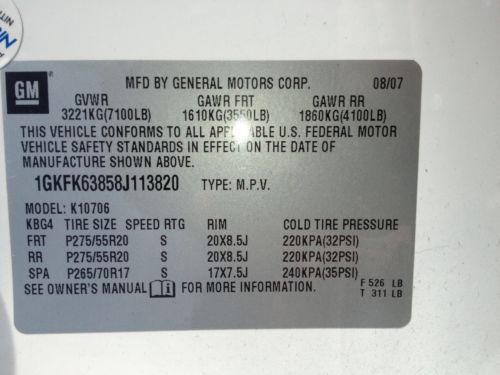 NITR
GM
MFD BY GENERAL MOTORS CORP. 08/07
GVWR GAWR FRT GAWR RR
3221KG(7100LB) 1610KG(3550LB) 1860KG(4100LB)
THIS VEHICLE CONFORMS TO ALL APPLICABLE U.S. FEDERAL MOTOR
VEHICLE SAFETY STANDARDS IN EFFECT ON THE DATE OF
MANUFACTURE SHOWN ABOVE.
1GKFK63858J113820 TYPE: M.P.V.
MODEL: K10706
KBG4 TIRE SIZE SPEED RTG RIM COLD TIRE PRESSURE
FRT P275/55R20 S 20X8.5J 220KPA(32PSI)
RR P275/55R20 S 20X8.5J 220KPA(32PSI)
SPA P265/70R17 S 17X7.5J 240KPA(35PSI)
SEE OWNER'S MANUAL FOR MORE INFORMATION.
F 526 LB
T 311 LB